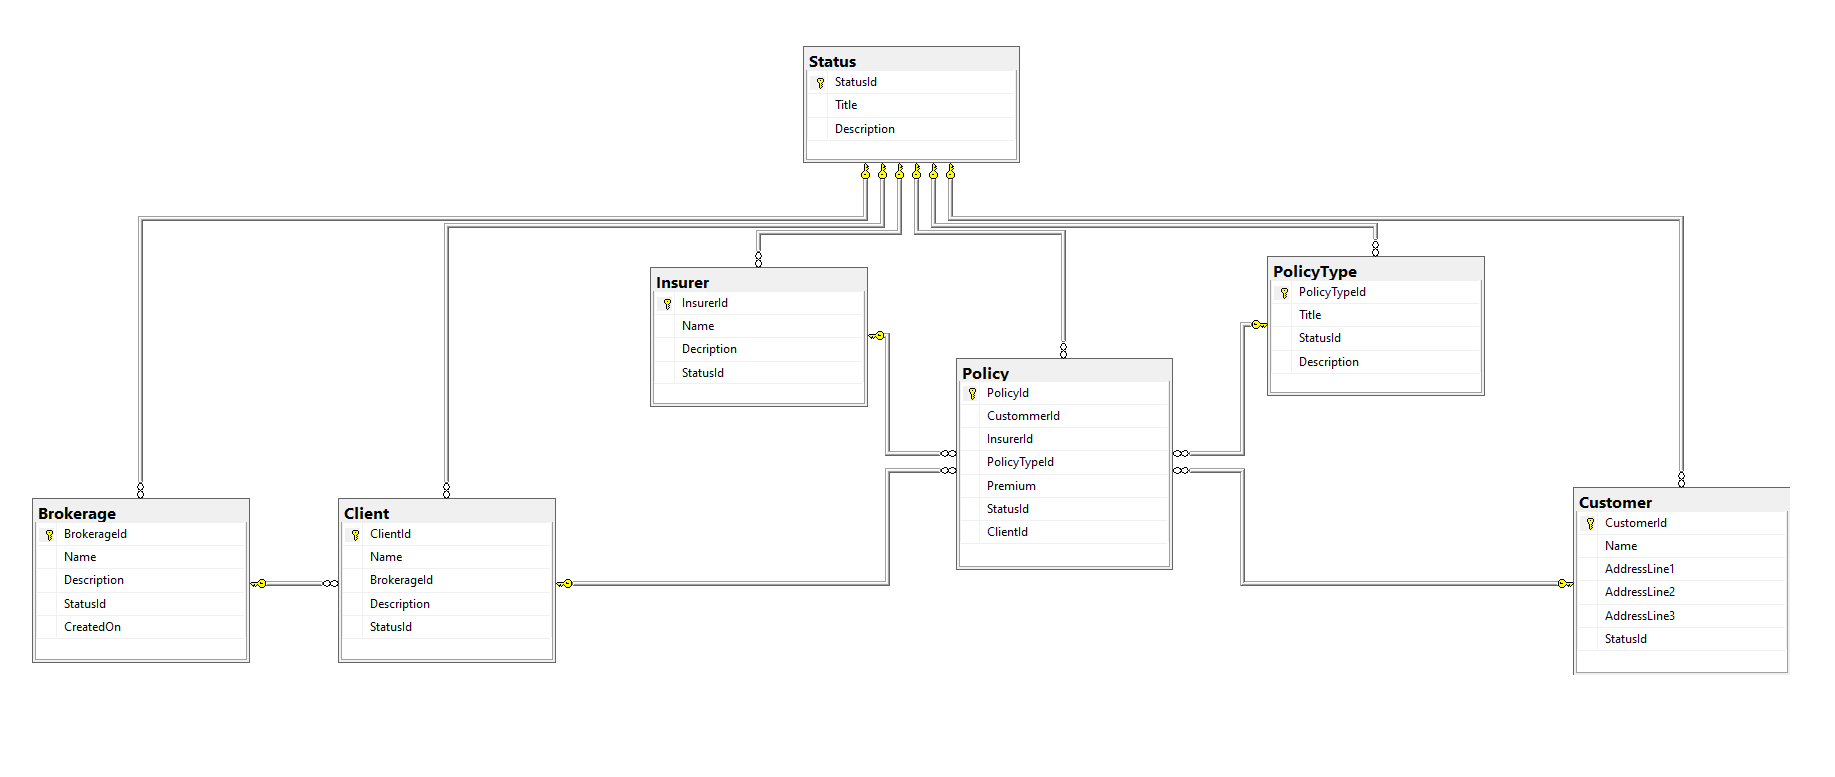 Status
StatusId
Title
Description
Insurer
InsurerId
Name
Decription
StatusId
PolicyType
PolicyTypeId
Title
StatusId
Description
Policy
PolicyId
CustommerId
InsurerId
PolicyTypeId
Premium
StatusId
ClientId
Brokerage
BrokerageId
Name
Description
StatusId
CreatedOn
Client
ClientId
Name
BrokerageId
Description
StatusId
Customer
CustomerId
Name
AddressLine1
AddressLine2
AddressLine3
StatusId